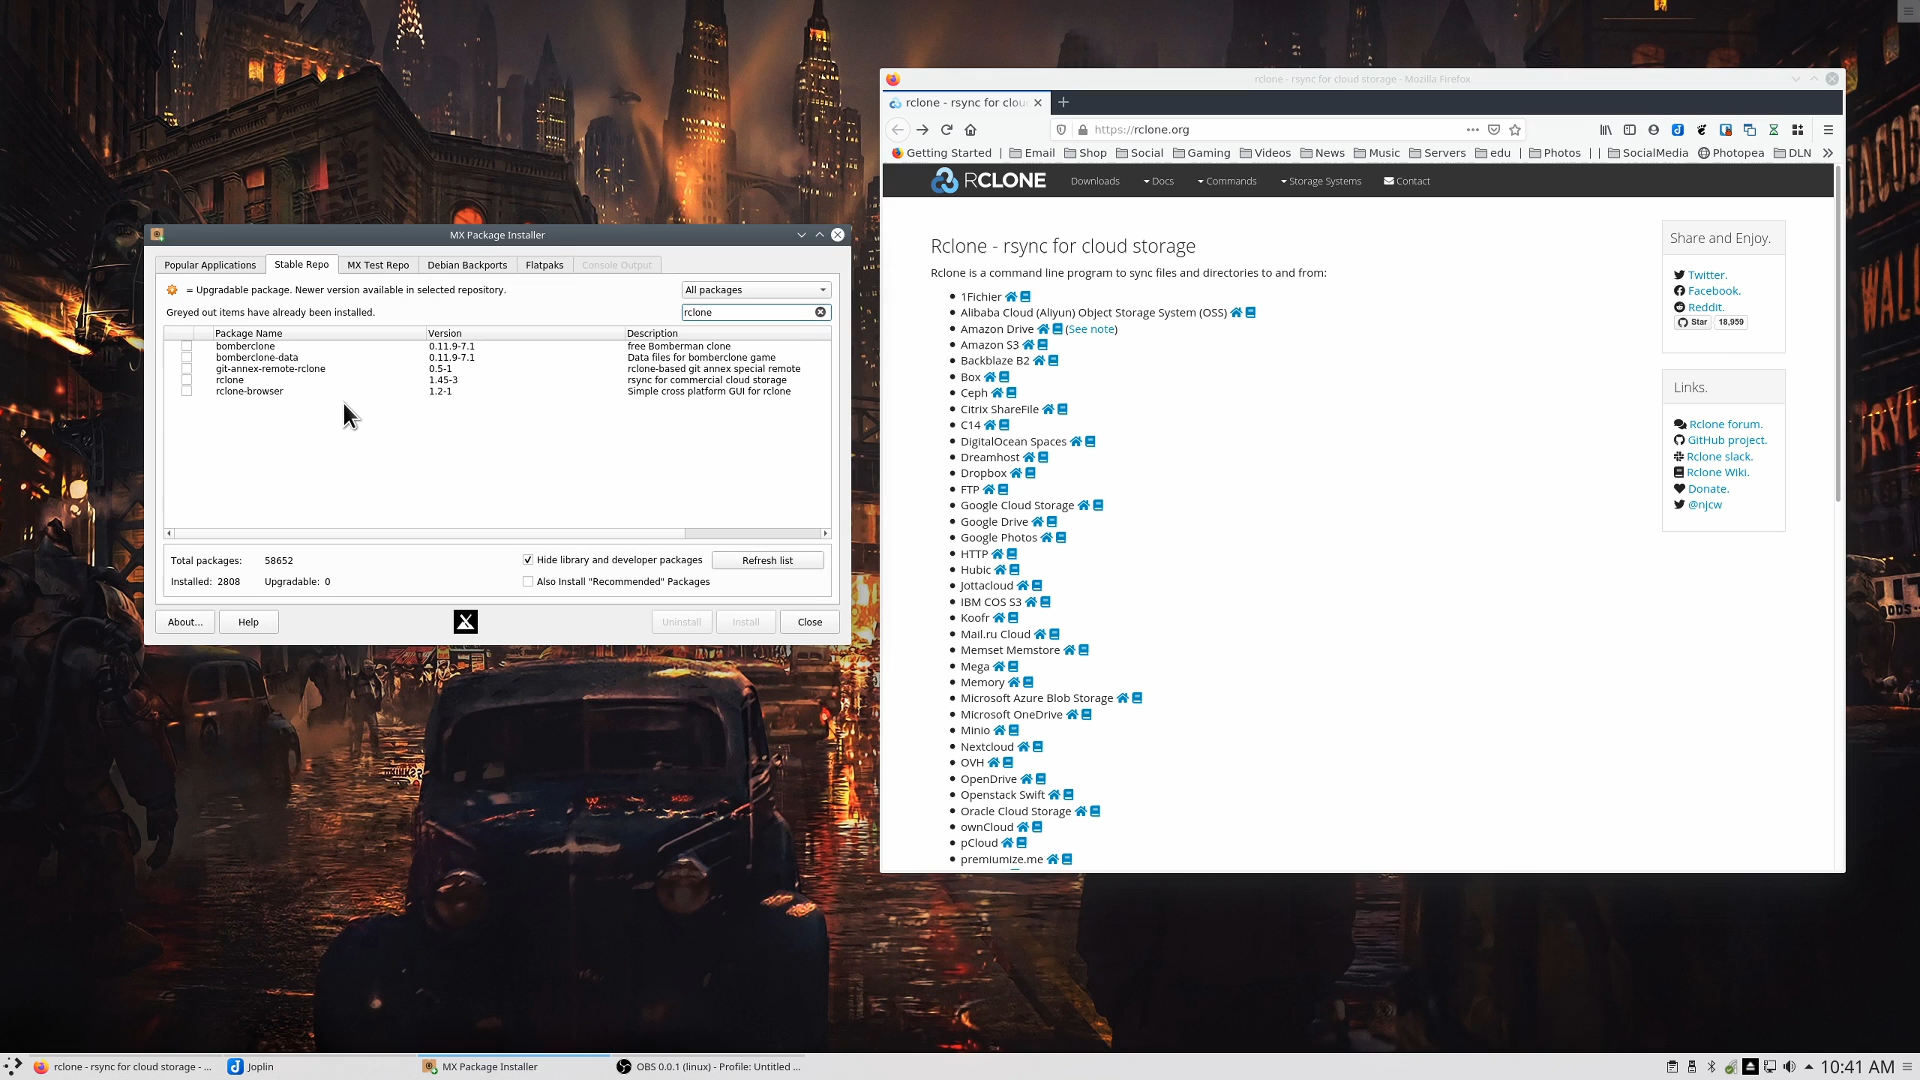 MX Package Installer
Popular Applications
Stable Repo
MX Test Repo
Debian Backports
Flatpaks
Console Output
= Upgradable package. Newer version available in selected repository.
All packages
Greyed out items have already been installed.
rclone
Package Name Version Description
bomberclone 0.11.9-7.1 free Bomberman clone
bomberclone-data 0.11.9-7.1 Data files for bomberclone game
git-annex-remote-rclone 0.5-1 rclone-based git annex special remote
rclone 1.45-3 rsync for commercial cloud storage
rclone-browser 1.2-1 Simple cross platform GUI for rclone
Total packages: 58652
Hide library and developer packages
Refresh list
Installed: 2808 Upgradable: 0
Also Install "Recommended" Packages
About...
Help
Uninstall
Install
Close
rclone - rsync for cloud storage - Mozilla Firefox
rclone - rsync for clou
https://rclone.org
Getting Started | Email Shop Social Gaming Videos News Music Servers edu | Photos | | SocialMedia Photopea DLN
RCLONE Downloads Docs Commands Storage Systems Contact
Rclone - rsync for cloud storage
Rclone is a command line program to sync files and directories to and from:
1Fichier
Alibaba Cloud (Aliyun) Object Storage System (OSS)
Amazon Drive (See note)
Amazon S3
Backblaze B2
Box
Ceph
Citrix ShareFile
C14
DigitalOcean Spaces
Dreamhost
Dropbox
FTP
Google Cloud Storage
Google Drive
Google Photos
HTTP
Hubic
Jottacloud
IBM COS S3
Koofr
Mail.ru Cloud
Memset Memstore
Mega
Memory
Microsoft Azure Blob Storage
Microsoft OneDrive
Minio
Nextcloud
OVH
OpenDrive
Openstack Swift
Oracle Cloud Storage
ownCloud
pCloud
premiumize.me
Share and Enjoy.
Twitter.
Facebook.
Reddit.
Star 18,959
Links.
Rclone forum.
GitHub project.
Rclone slack.
Rclone Wiki.
Donate.
@njcw
rclone - rsync for cloud storage - ...
Joplin
MX Package Installer
OBS 0.0.1 (linux) - Profile: Untitled ...
10:41 AM